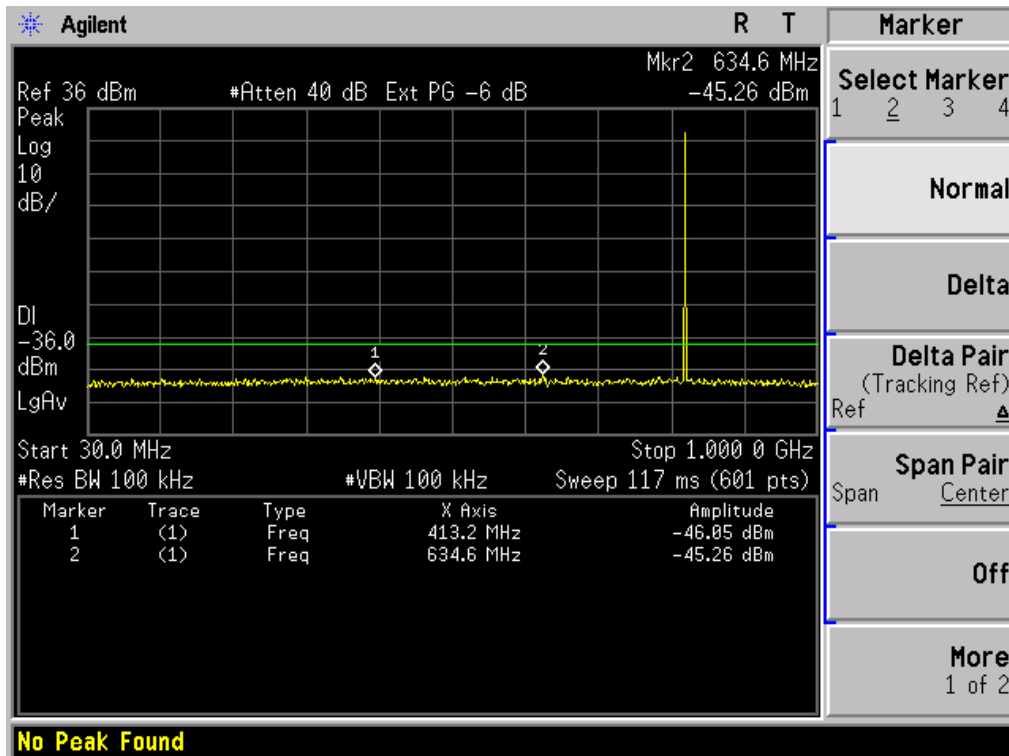 Agilent R T Marker
Mkr2 634.6 MHz
Ref 36 dBm #Atten 40 dB Ext PG -6 dB -45.26 dBm
Peak
Log
10
dB/
DI
-36.0
dBm
LgAv
1 2
Start 30.0 MHz Stop 1.000 0 GHz
#Res BW 100 kHz #VBW 100 kHz Sweep 117 ms (601 pts)
Marker Trace Type X Axis Amplitude
1 (1) Freq 413.2 MHz -46.05 dBm
2 (1) Freq 634.6 MHz -45.26 dBm
Select Marker
1 2 3 4
Normal
Delta
Delta Pair
(Tracking Ref)
Ref Δ
Span Pair
Span Center
Off
More
1 of 2
No Peak Found